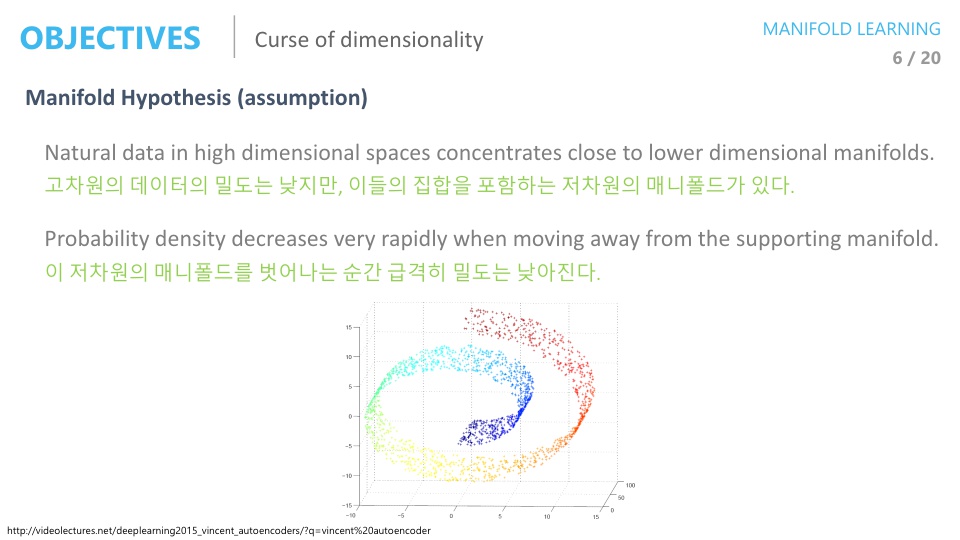 OBJECTIVES
Curse of dimensionality
MANIFOLD LEARNING
6 / 20
Manifold Hypothesis (assumption)
Natural data in high dimensional spaces concentrates close to lower dimensional manifolds.
고차원의 데이터의 밀도는 낮지만, 이들의 집합을 포함하는 저차원의 매니폴드가 있다.
Probability density decreases very rapidly when moving away from the supporting manifold.
이 저차원의 매니폴드를 벗어나는 순간 급격히 밀도는 낮아진다.
15
10
5
0
−5
−10
−15
−10
−5
0
5
10
15
0
50
100
http://videolectures.net/deeplearning2015_vincent_autoencoders/?q=vincent%20autoencoder